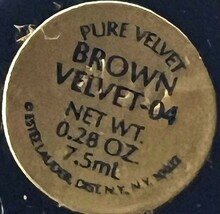 PURE VELVET
BROWN
VELVET-04
NET WT.
0.28 OZ.
7.5mL
© ESTEE LAUDER, DIST. N.Y., N.Y.